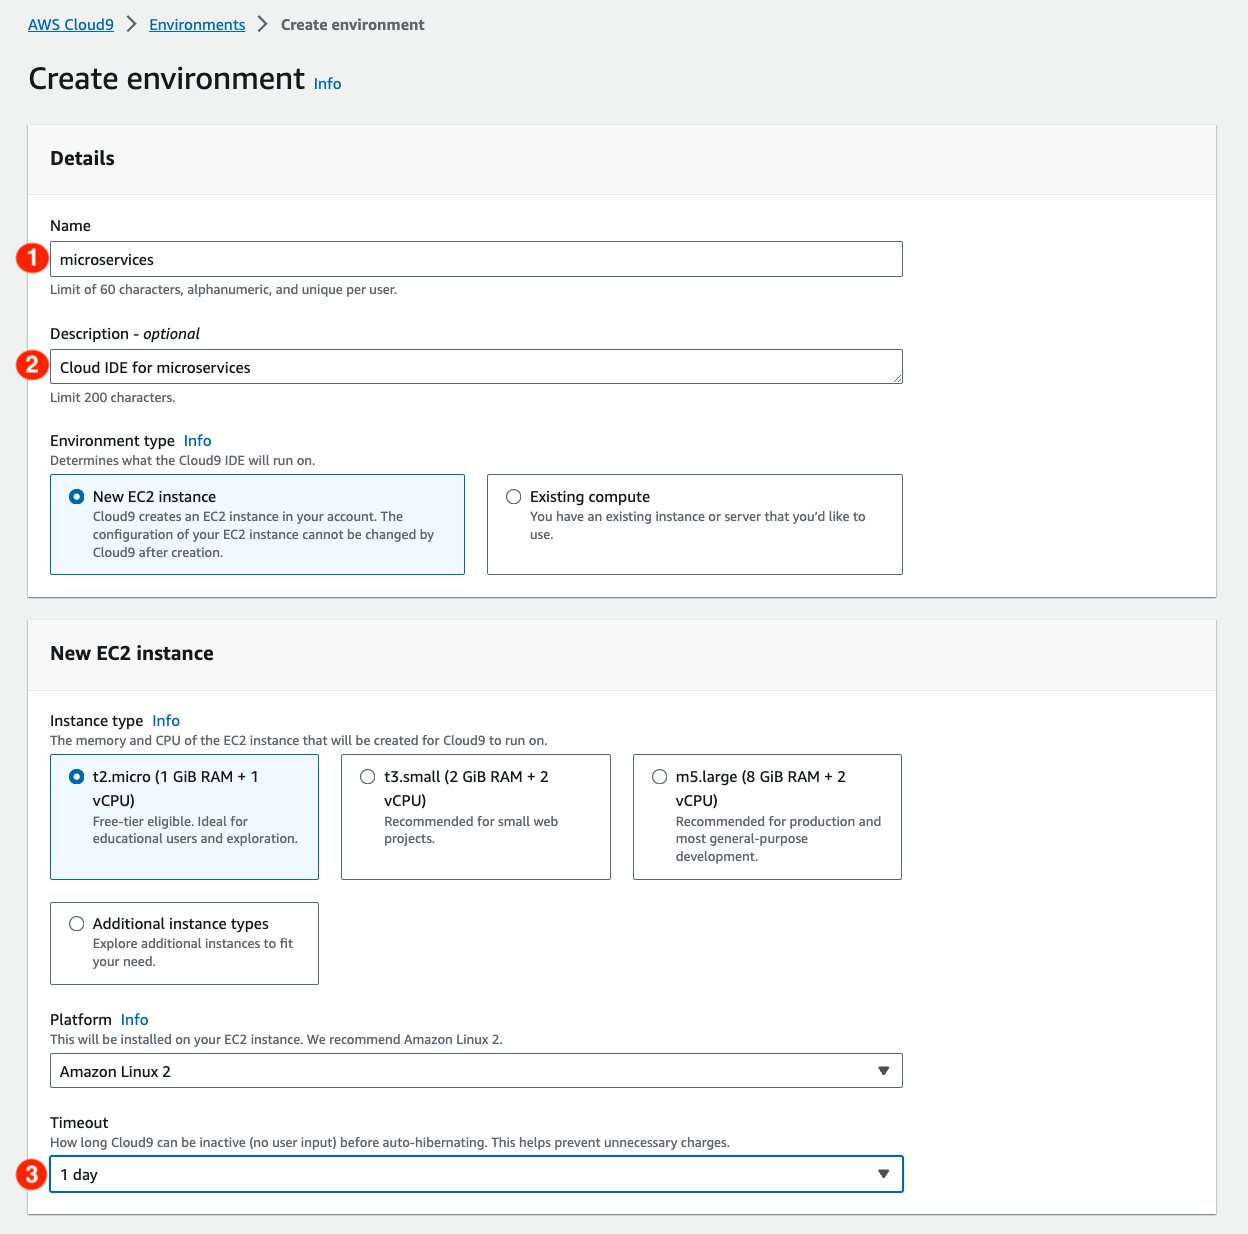 AWS Cloud9 > Environments > Create environment
Create environment Info
Details
Name
1
microservices
Limit of 60 characters, alphanumeric, and unique per user.
Description - optional
2
Cloud IDE for microservices
Limit 200 characters.
Environment type Info
Determines what the Cloud9 IDE will run on.
New EC2 instance
Cloud9 creates an EC2 instance in your account. The
configuration of your EC2 instance cannot be changed by
Cloud9 after creation.
Existing compute
You have an existing instance or server that you’d like to
use.
New EC2 instance
Instance type Info
The memory and CPU of the EC2 instance that will be created for Cloud9 to run on.
t2.micro (1 GiB RAM + 1
vCPU)
Free-tier eligible. Ideal for
educational users and exploration.
t3.small (2 GiB RAM + 2
vCPU)
Recommended for small web
projects.
m5.large (8 GiB RAM + 2
vCPU)
Recommended for production and
most general-purpose
development.
Additional instance types
Explore additional instances to fit
your need.
Platform Info
This will be installed on your EC2 instance. We recommend Amazon Linux 2.
Amazon Linux 2
Timeout
How long Cloud9 can be inactive (no user input) before auto-hibernating. This helps prevent unnecessary charges.
3
1 day